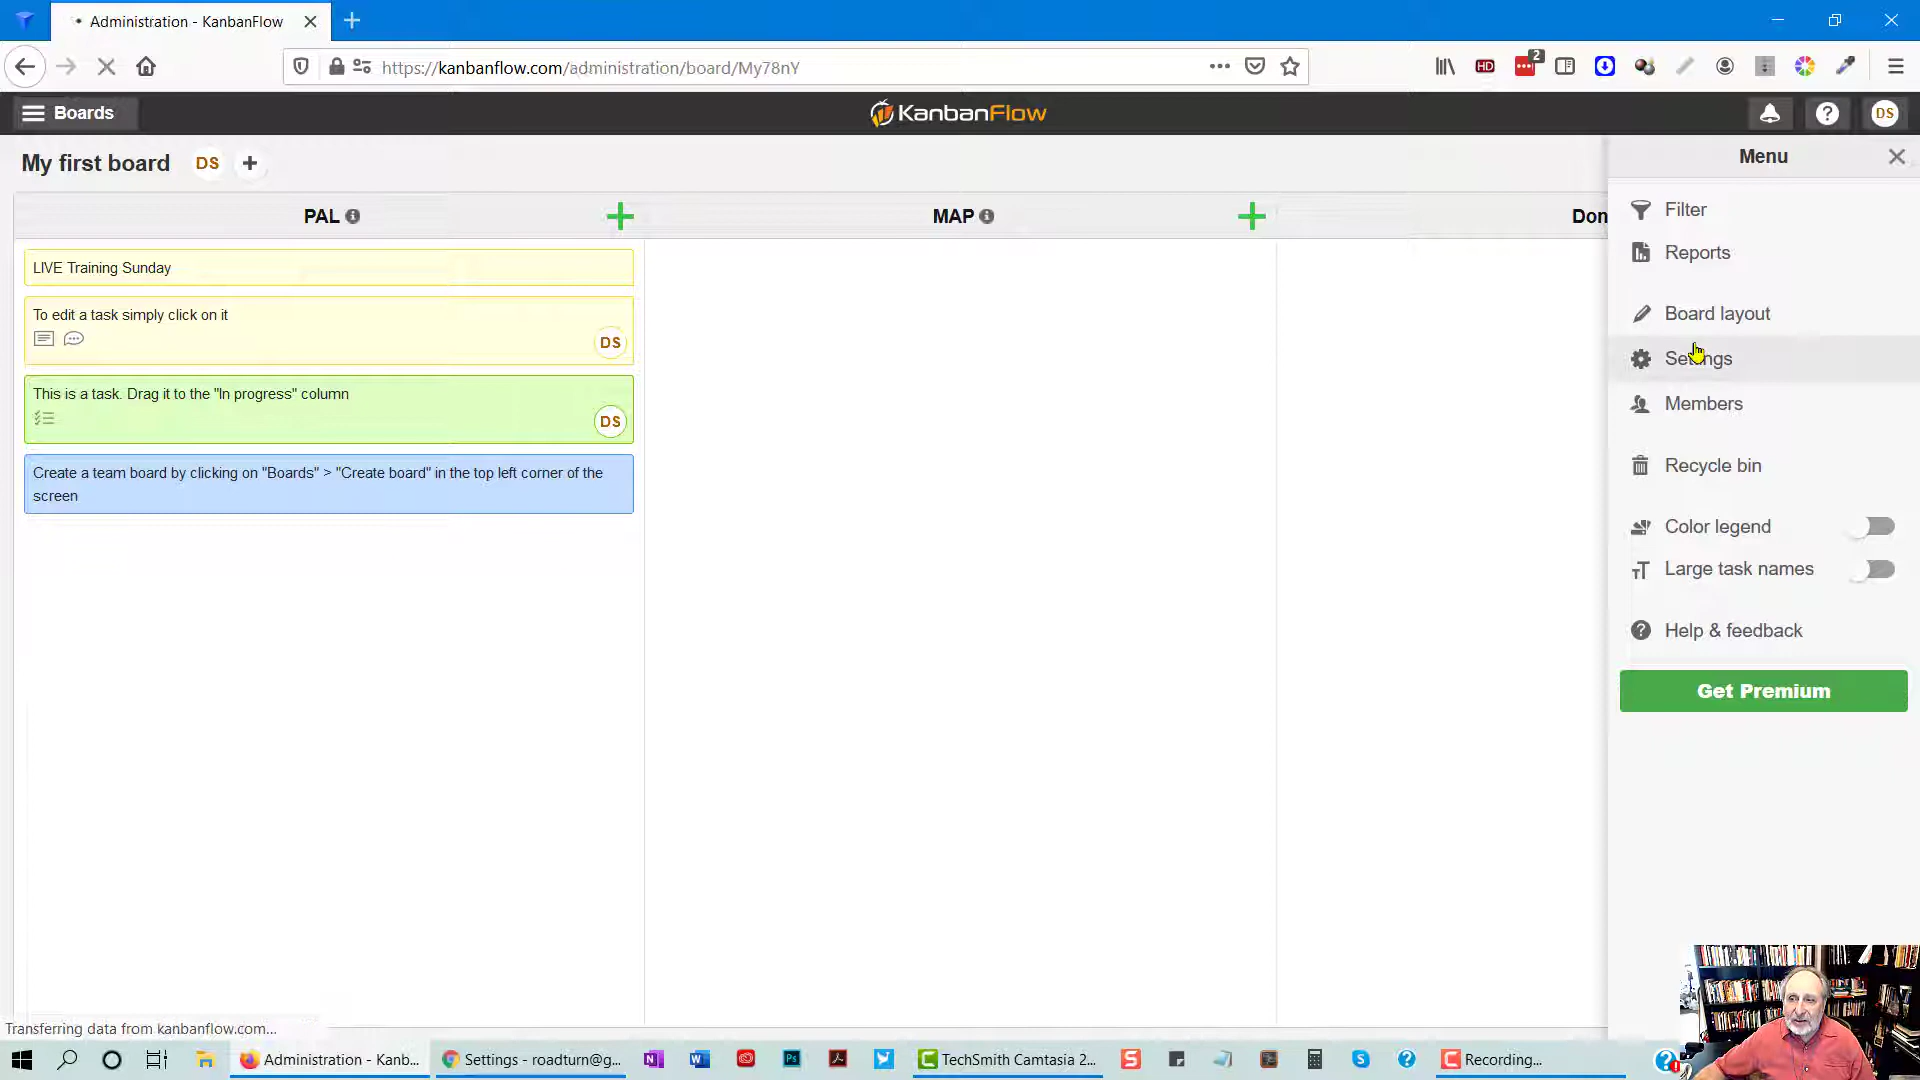 Administration - KanbanFlow
https://kanbanflow.com/administration/board/My78nY
HD
2
Boards
KanbanFlow
DS
My first board
DS
Menu
PAL
MAP
Don
Filter
Reports
Board layout
Settings
Members
Recycle bin
Color legend
Large task names
Help & feedback
Get Premium
LIVE Training Sunday
To edit a task simply click on it
DS
This is a task. Drag it to the "In progress" column
DS
Create a team board by clicking on "Boards" > "Create board" in the top left corner of the
screen
Transferring data from kanbanflow.com...
Administration - Kanb...
Settings - roadturn@g...
TechSmith Camtasia 2...
Recording...